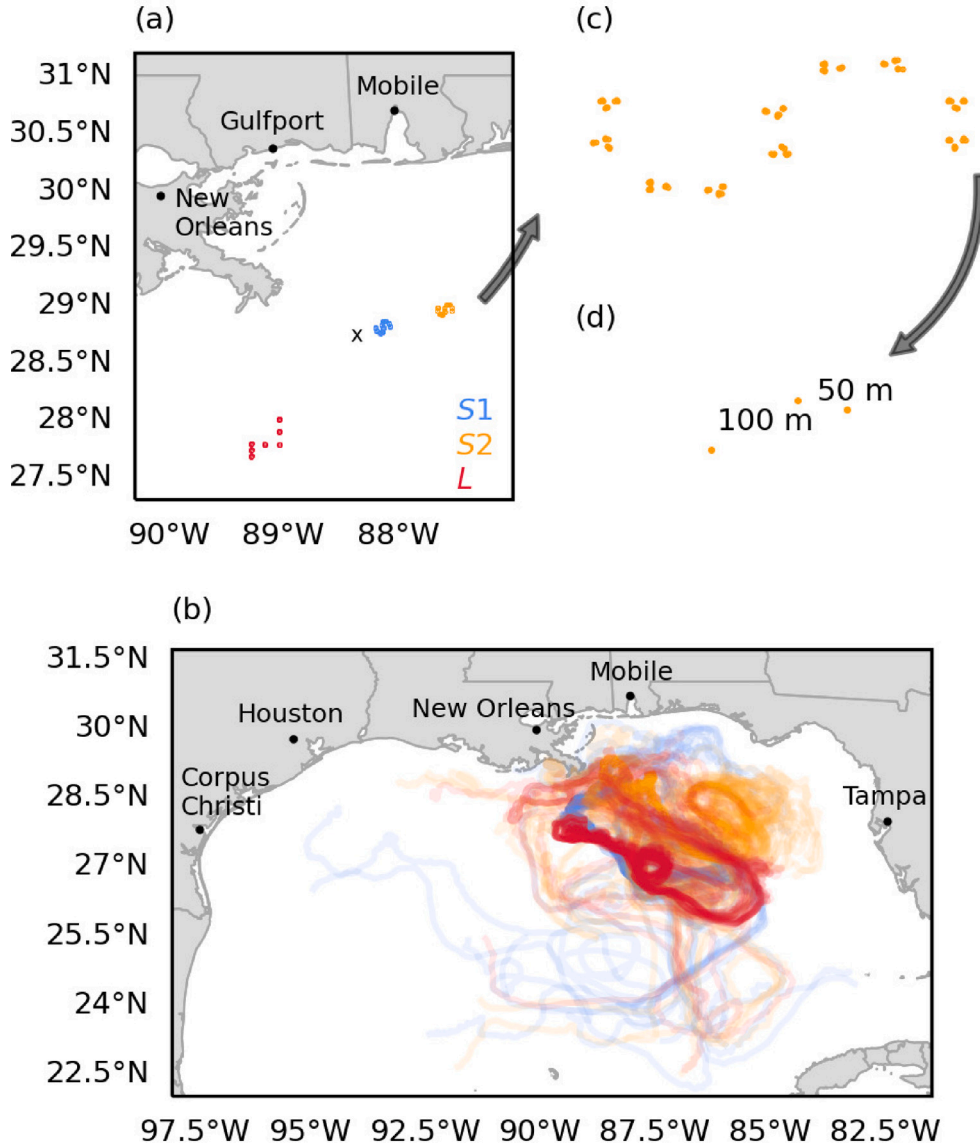 (a)
31°N
30.5°N
30°N
29.5°N
29°N
28.5°N
28°N
27.5°N
Mobile
Gulfport
New
Orleans
x
S1
S2
L
90°W 89°W 88°W
(c)
(d)
100 m
50 m
(b)
31.5°N
30°N
28.5°N
27°N
25.5°N
24°N
22.5°N
Mobile
New Orleans
Houston
Corpus
Christi
Tampa
97.5°W 95°W 92.5°W 90°W 87.5°W 85°W 82.5°W